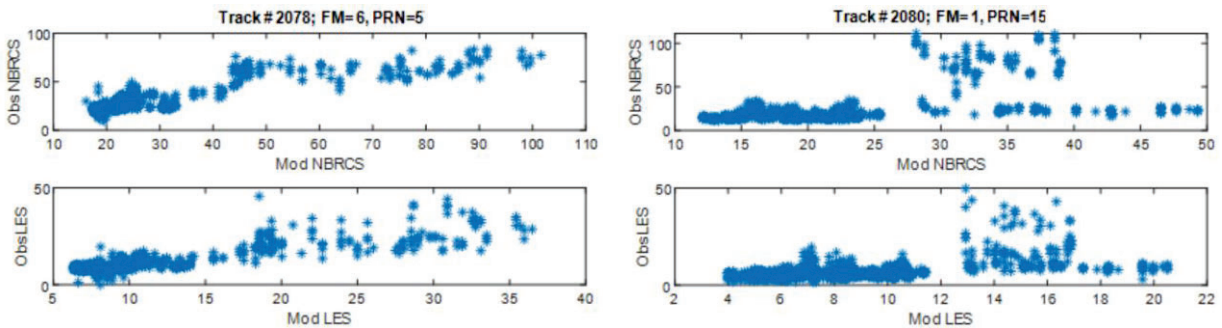 Track # 2078; FM= 6, PRN=5
100
50
0
Obs NBRCS
10 20 30 40 50 60 70 80 90 100 110
Mod NBRCS
50
0
ObsLES
5 10 15 20 25 30 35 40
Mod LES
Track # 2080; FM= 1, PRN=15
100
50
0
Obs NBRCS
10 15 20 25 30 35 40 45 50
Mod NBRCS
50
0
ObsLES
2 4 6 8 10 12 14 16 18 20 22
Mod LES